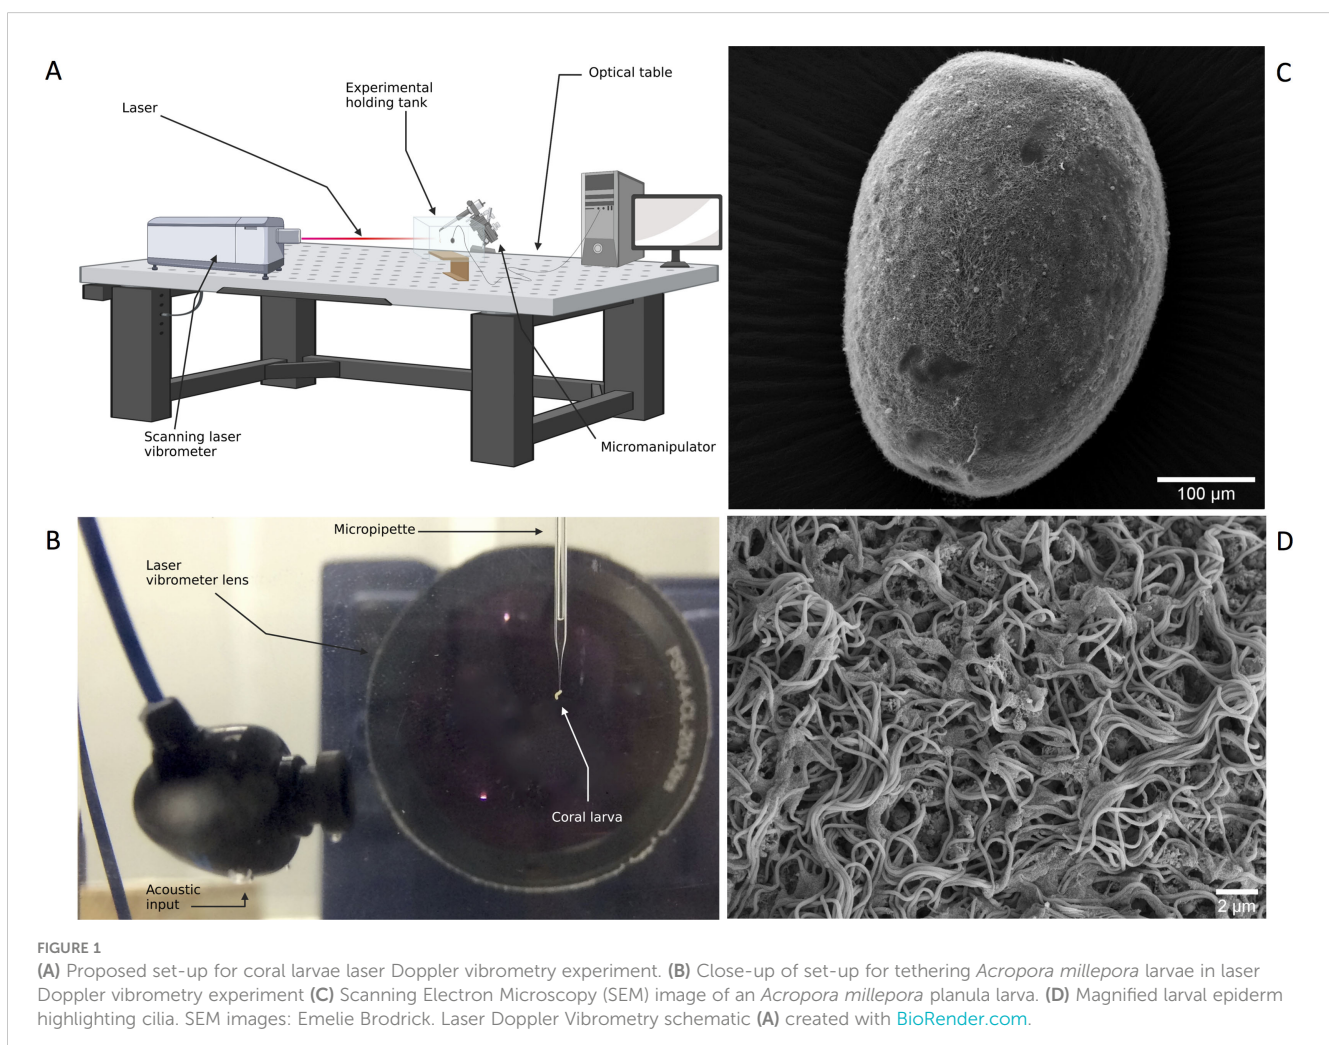 A
Laser
Experimental
holding tank
Optical table
Scanning laser
vibrometer
Micromanipulator
C
100 µm
B
Micropipette
Laser
vibrometer lens
Coral larva
Acoustic
input
D
2 µm
FIGURE 1
(A) Proposed set-up for coral larvae laser Doppler vibrometry experiment. (B) Close-up of set-up for tethering Acropora millepora larvae in laser
Doppler vibrometry experiment (C) Scanning Electron Microscopy (SEM) image of an Acropora millepora planula larva. (D) Magnified larval epiderm
highlighting cilia. SEM images: Emelie Brodrick. Laser Doppler Vibrometry schematic (A) created with BioRender.com.